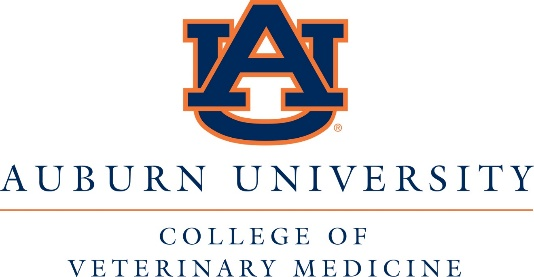 AU®
AUBURN UNIVERSITY
COLLEGE OF
VETERINARY MEDICINE